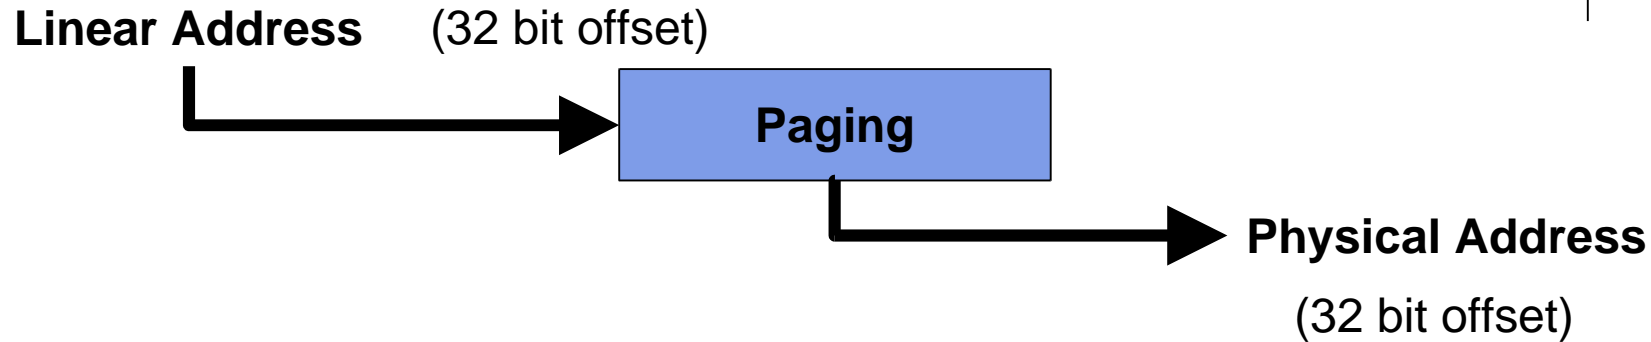 Linear Address (32 bit offset)
Paging
Physical Address
(32 bit offset)